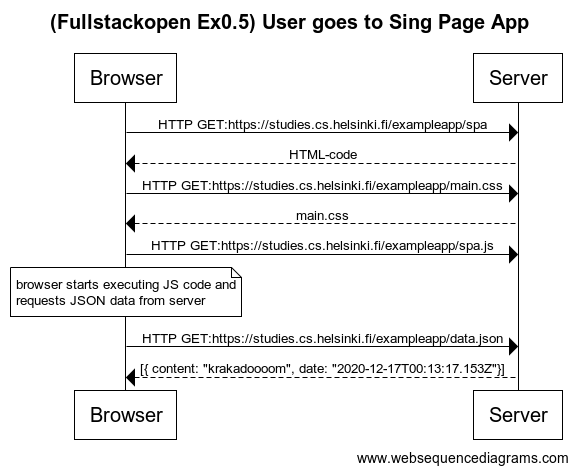 (Fullstackopen Ex0.5) User goes to Sing Page App
Browser
Server
HTTP GET:https://studies.cs.helsinki.fi/exampleapp/spa
HTML-code
HTTP GET:https://studies.cs.helsinki.fi/exampleapp/main.css
main.css
HTTP GET:https://studies.cs.helsinki.fi/exampleapp/spa.js
browser starts executing JS code and
requests JSON data from server
HTTP GET:https://studies.cs.helsinki.fi/exampleapp/data.json
[{ content: "krakadoooom", date: "2020-12-17T00:13:17.153Z"}]
Browser
Server
www.websequencediagrams.com